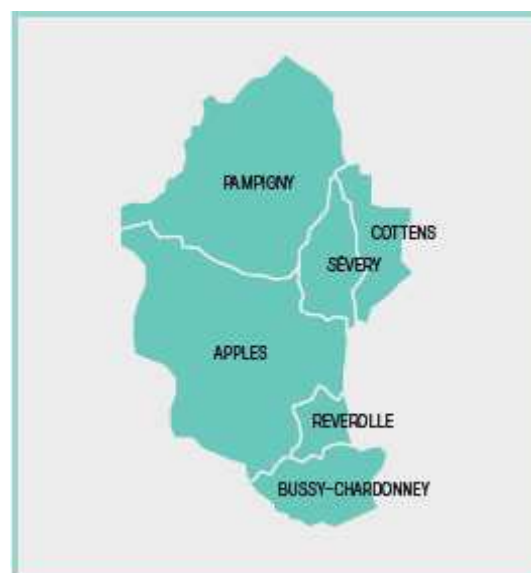 PAMPIGNY
COTTENS
SÉVERY
APPLES
REVEROLLE
BUSSY-CHARDONNEY